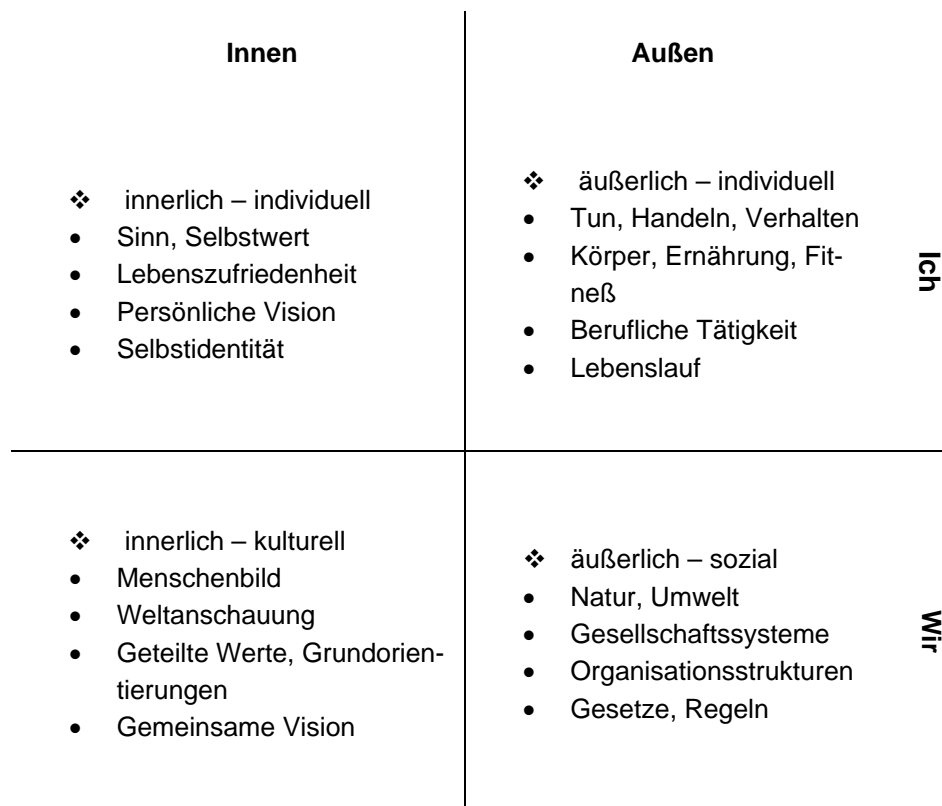 Innen
Außen
❖ innerlich – individuell
• Sinn, Selbstwert
• Lebenszufriedenheit
• Persönliche Vision
• Selbstidentität
❖ äußerlich – individuell
• Tun, Handeln, Verhalten
• Körper, Ernährung, Fit-
neß
• Berufliche Tätigkeit
• Lebenslauf
Ich
❖ innerlich – kulturell
• Menschenbild
• Weltanschauung
• Geteilte Werte, Grundorien-
tierungen
• Gemeinsame Vision
❖ äußerlich – sozial
• Natur, Umwelt
• Gesellschaftssysteme
• Organisationsstrukturen
• Gesetze, Regeln
Wir